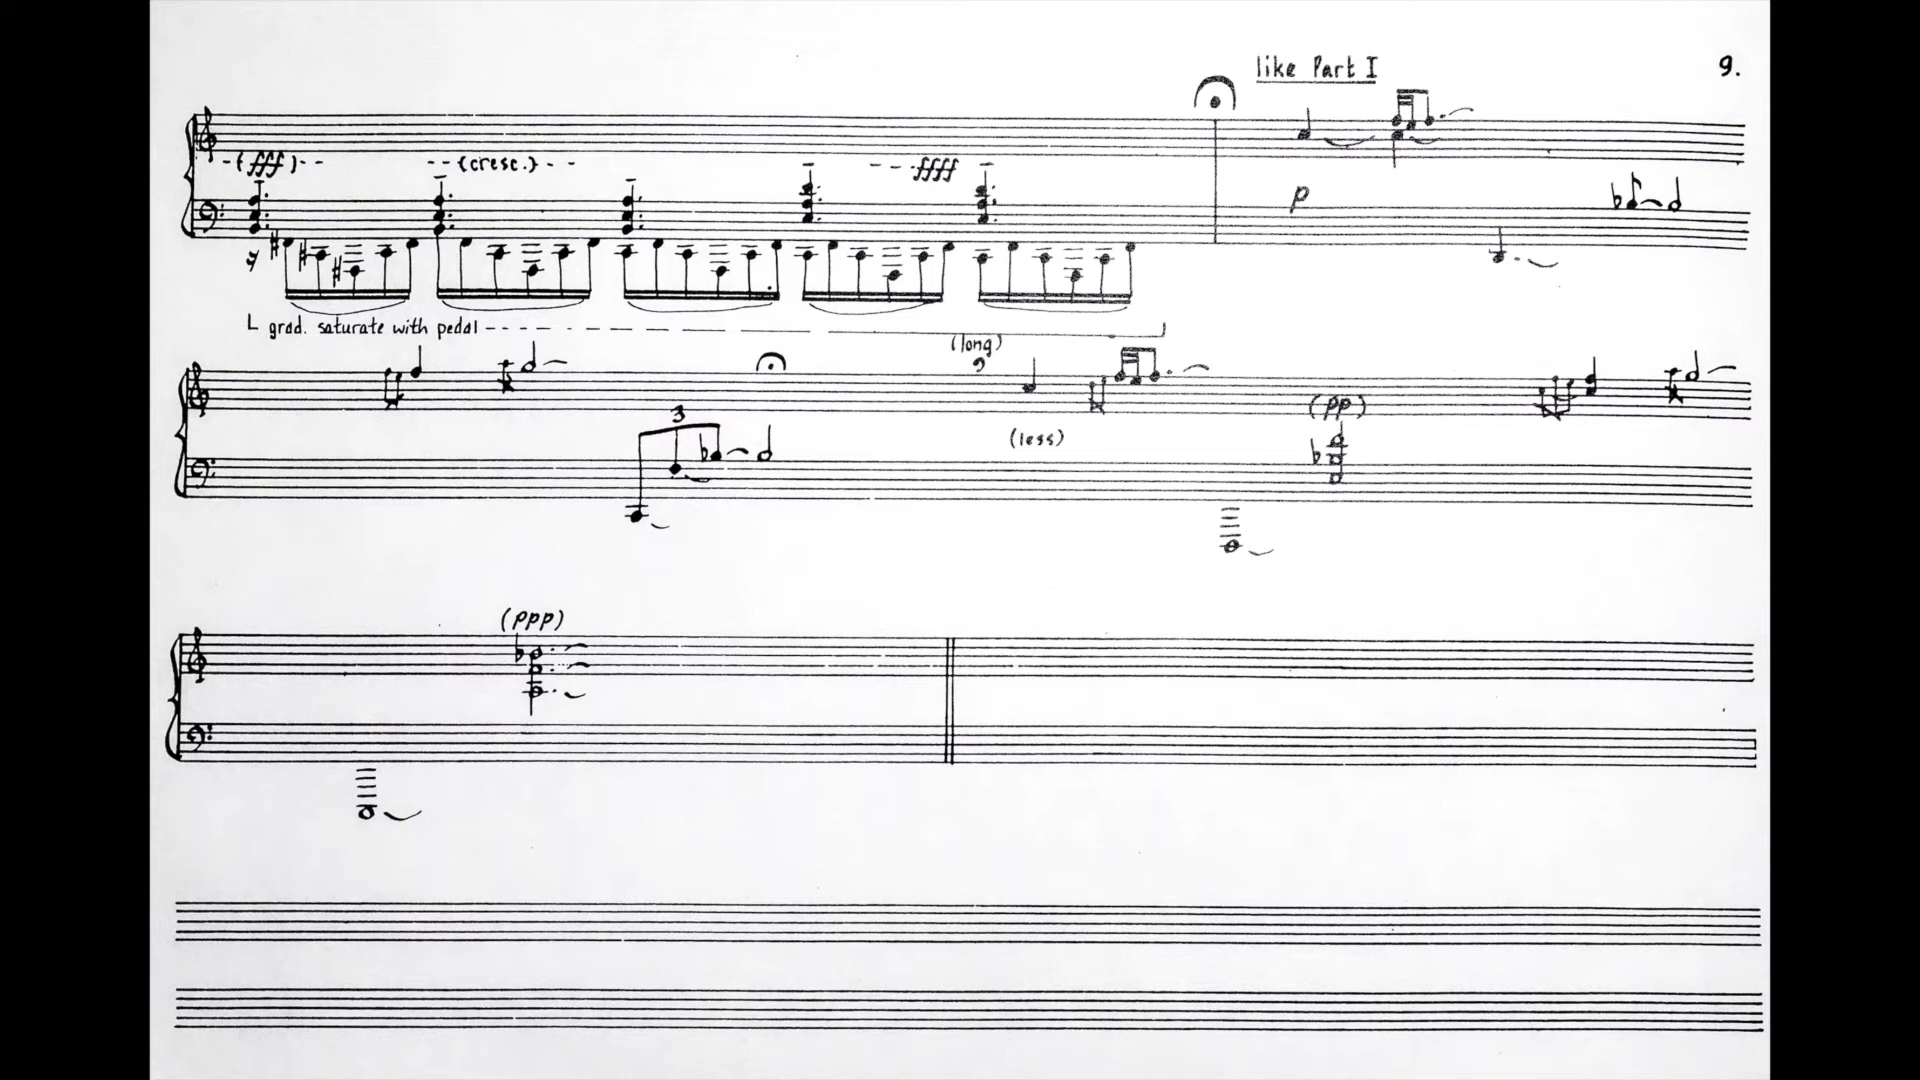 like Part I
9.
(fff)
(cresc.)
ffff
p
grad. saturate with pedal
(long)
3
(less)
(pp)
(ppp)